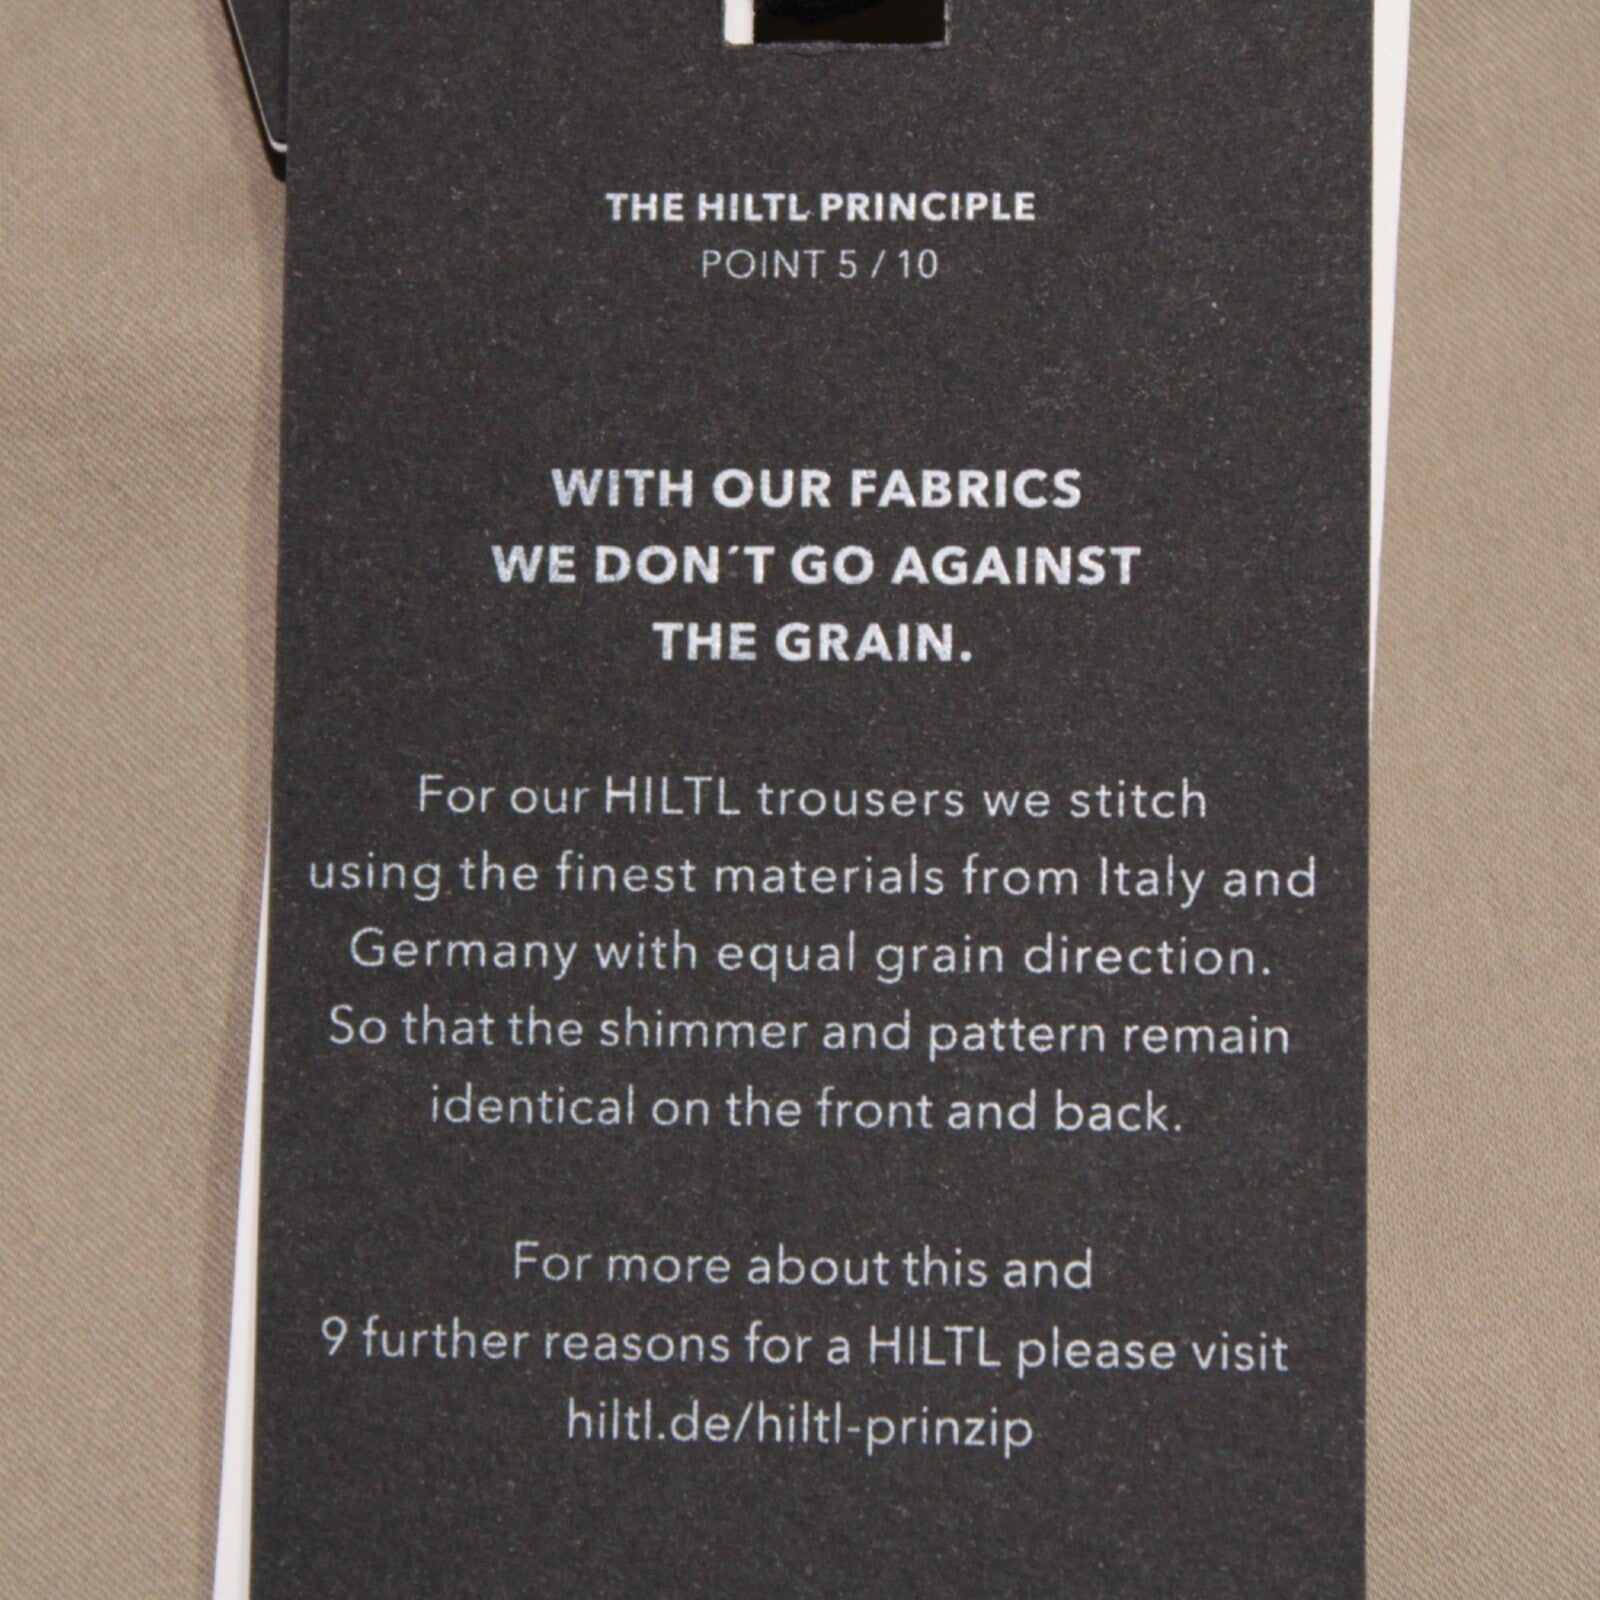 THE HILTL PRINCIPLE
POINT 5 / 10
WITH OUR FABRICS
WE DON´T GO AGAINST
THE GRAIN.
For our HILTL trousers we stitch
using the finest materials from Italy and
Germany with equal grain direction.
So that the shimmer and pattern remain
identical on the front and back.
For more about this and
9 further reasons for a HILTL please visit
hiltl.de/hiltl-prinzip